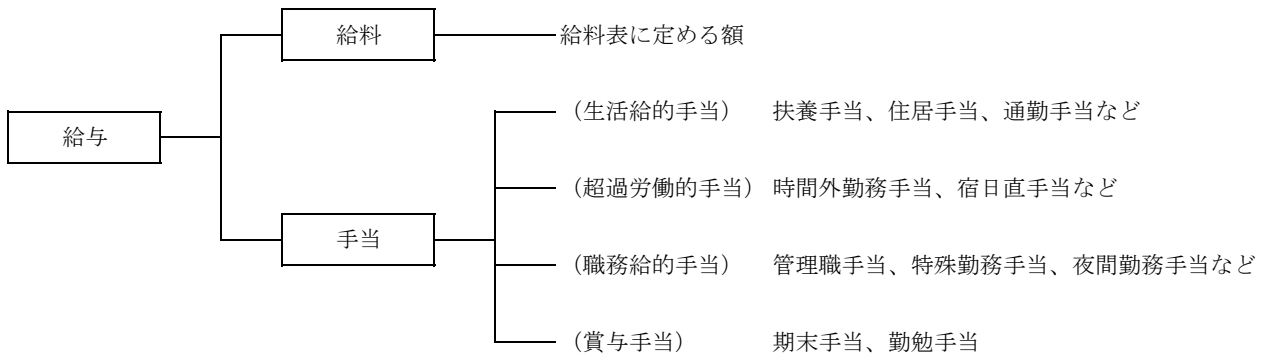 給料
給料表に定める額
(生活給的手当) 扶養手当、住居手当、通勤手当など
給与
(超過労働的手当) 時間外勤務手当、宿日直手当など
手当
(職務給的手当) 管理職手当、特殊勤務手当、夜間勤務手当など
(賞与手当) 期末手当、勤勉手当